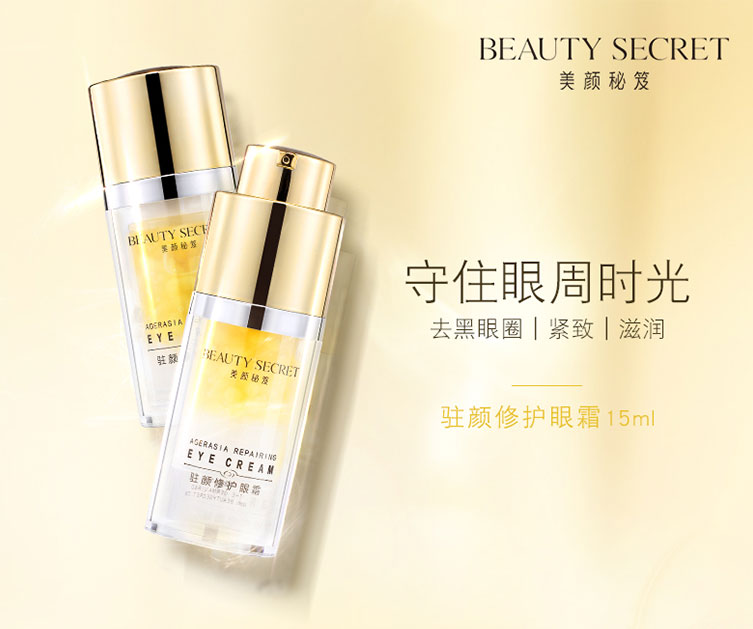 BEAUTY SECRET
美颜秘笈
守住眼周时光
去黑眼圈 | 紧致 | 滋润
驻颜修护眼霜15ml
BEAUTY SECRE
美颜秘笈
AGERASIA
EYE
驻颜
BEAUTY SECRET
美颜秘笈
AGERASIA REPAIRING
EYE CREAM
驻颜修护眼霜